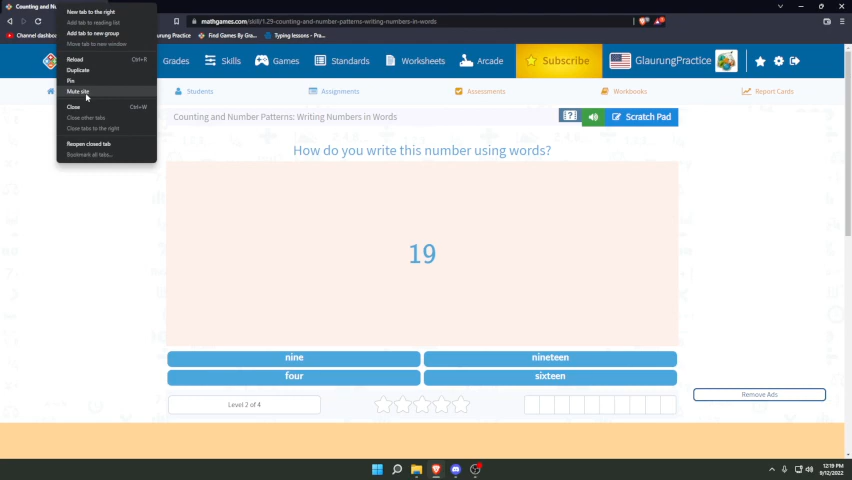 Counting and Nu
New tab to the right
Add tab to reading list
Add tab to new group
Move tab to new window
Reload Ctrl+R
Duplicate
Pin
Mute site
Close Ctrl+W
Close other tabs
Close tabs to the right
Reopen closed tab
Bookmark all tabs...
mathgames.com/skill/1.29-counting-and-number-patterns-writing-numbers-in-words
Channel dashboa
urung Practice
Find Games By Gra...
Typing lessons - Pra...
Grades
Skills
Games
Standards
Worksheets
Arcade
Subscribe
GlaurungPractice
Students
Assignments
Assessments
Workbooks
Report Cards
Counting and Number Patterns: Writing Numbers in Words
Scratch Pad
How do you write this number using words?
19
nine
nineteen
four
sixteen
Level 2 of 4
Remove Ads
12:19 PM
9/12/2022